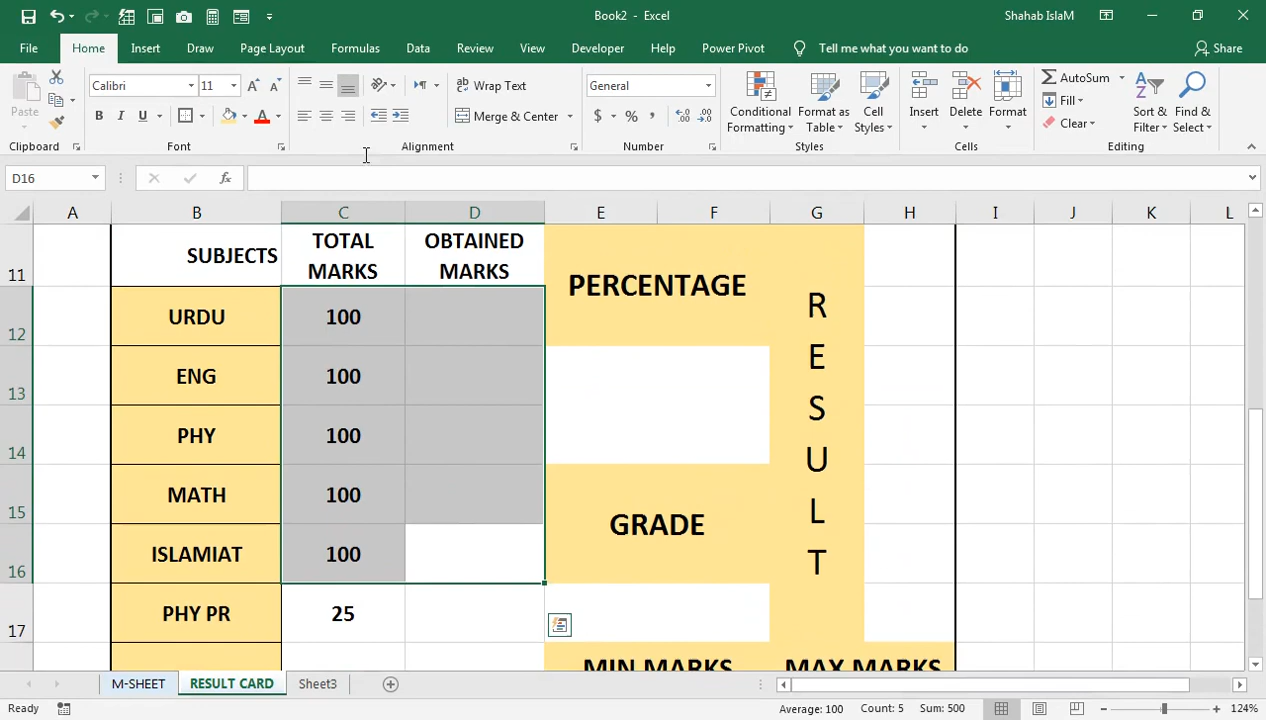 Book2 - Excel
Shahab IslaM
File Home Insert Draw Page Layout Formulas Data Review View Developer Help Power Pivot Tell me what you want to do Share
Paste
Calibri 11
B I U
A A
Wrap Text
Merge & Center
General
$ % ,
Conditional Formatting
Format as Table
Cell Styles
Insert
Delete
Format
AutoSum
Fill
Clear
Sort & Filter
Find & Select
Clipboard Font Alignment Number Styles Cells Editing
D16 fx
A B C D E F G H I J K L
11 SUBJECTS TOTAL MARKS OBTAINED MARKS PERCENTAGE
12 URDU 100
13 ENG 100
14 PHY 100
15 MATH 100
16 ISLAMIAT 100
17 PHY PR 25
GRADE
R
E
S
U
L
T
MIN MARKS MAX MARKS
M-SHEET RESULT CARD Sheet3
Ready Average: 100 Count: 5 Sum: 500 124%